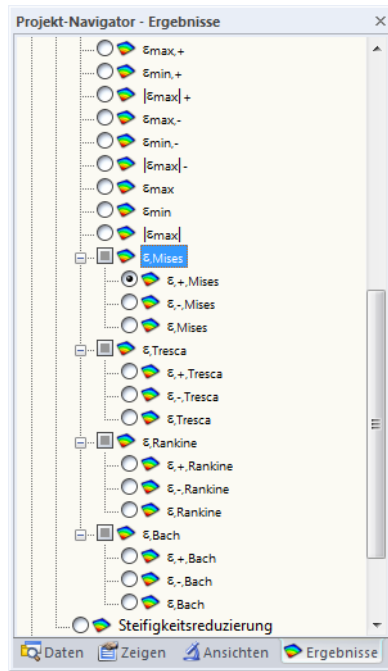 Projekt-Navigator - Ergebnisse
εmax,+
εmin,+
|εmax| +
εmax,-
εmin,-
|εmax| -
εmax
εmin
|εmax|
ε,Mises
ε,+,Mises
ε,-,Mises
ε,Mises
ε,Tresca
ε,+,Tresca
ε,-,Tresca
ε,Tresca
ε,Rankine
ε,+,Rankine
ε,-,Rankine
ε,Rankine
ε,Bach
ε,+,Bach
ε,-,Bach
ε,Bach
Steifigkeitsreduzierung
Daten Zeigen Ansichten Ergebnisse